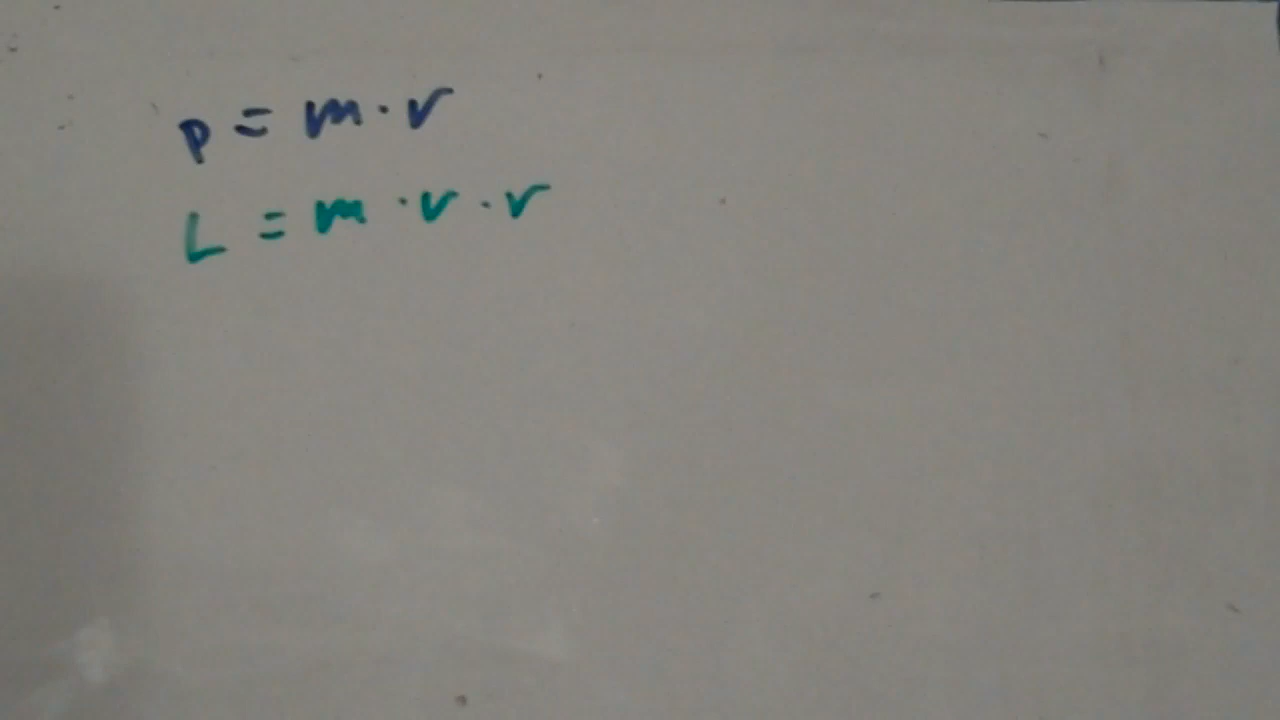 p = m · v
L = m · v · r